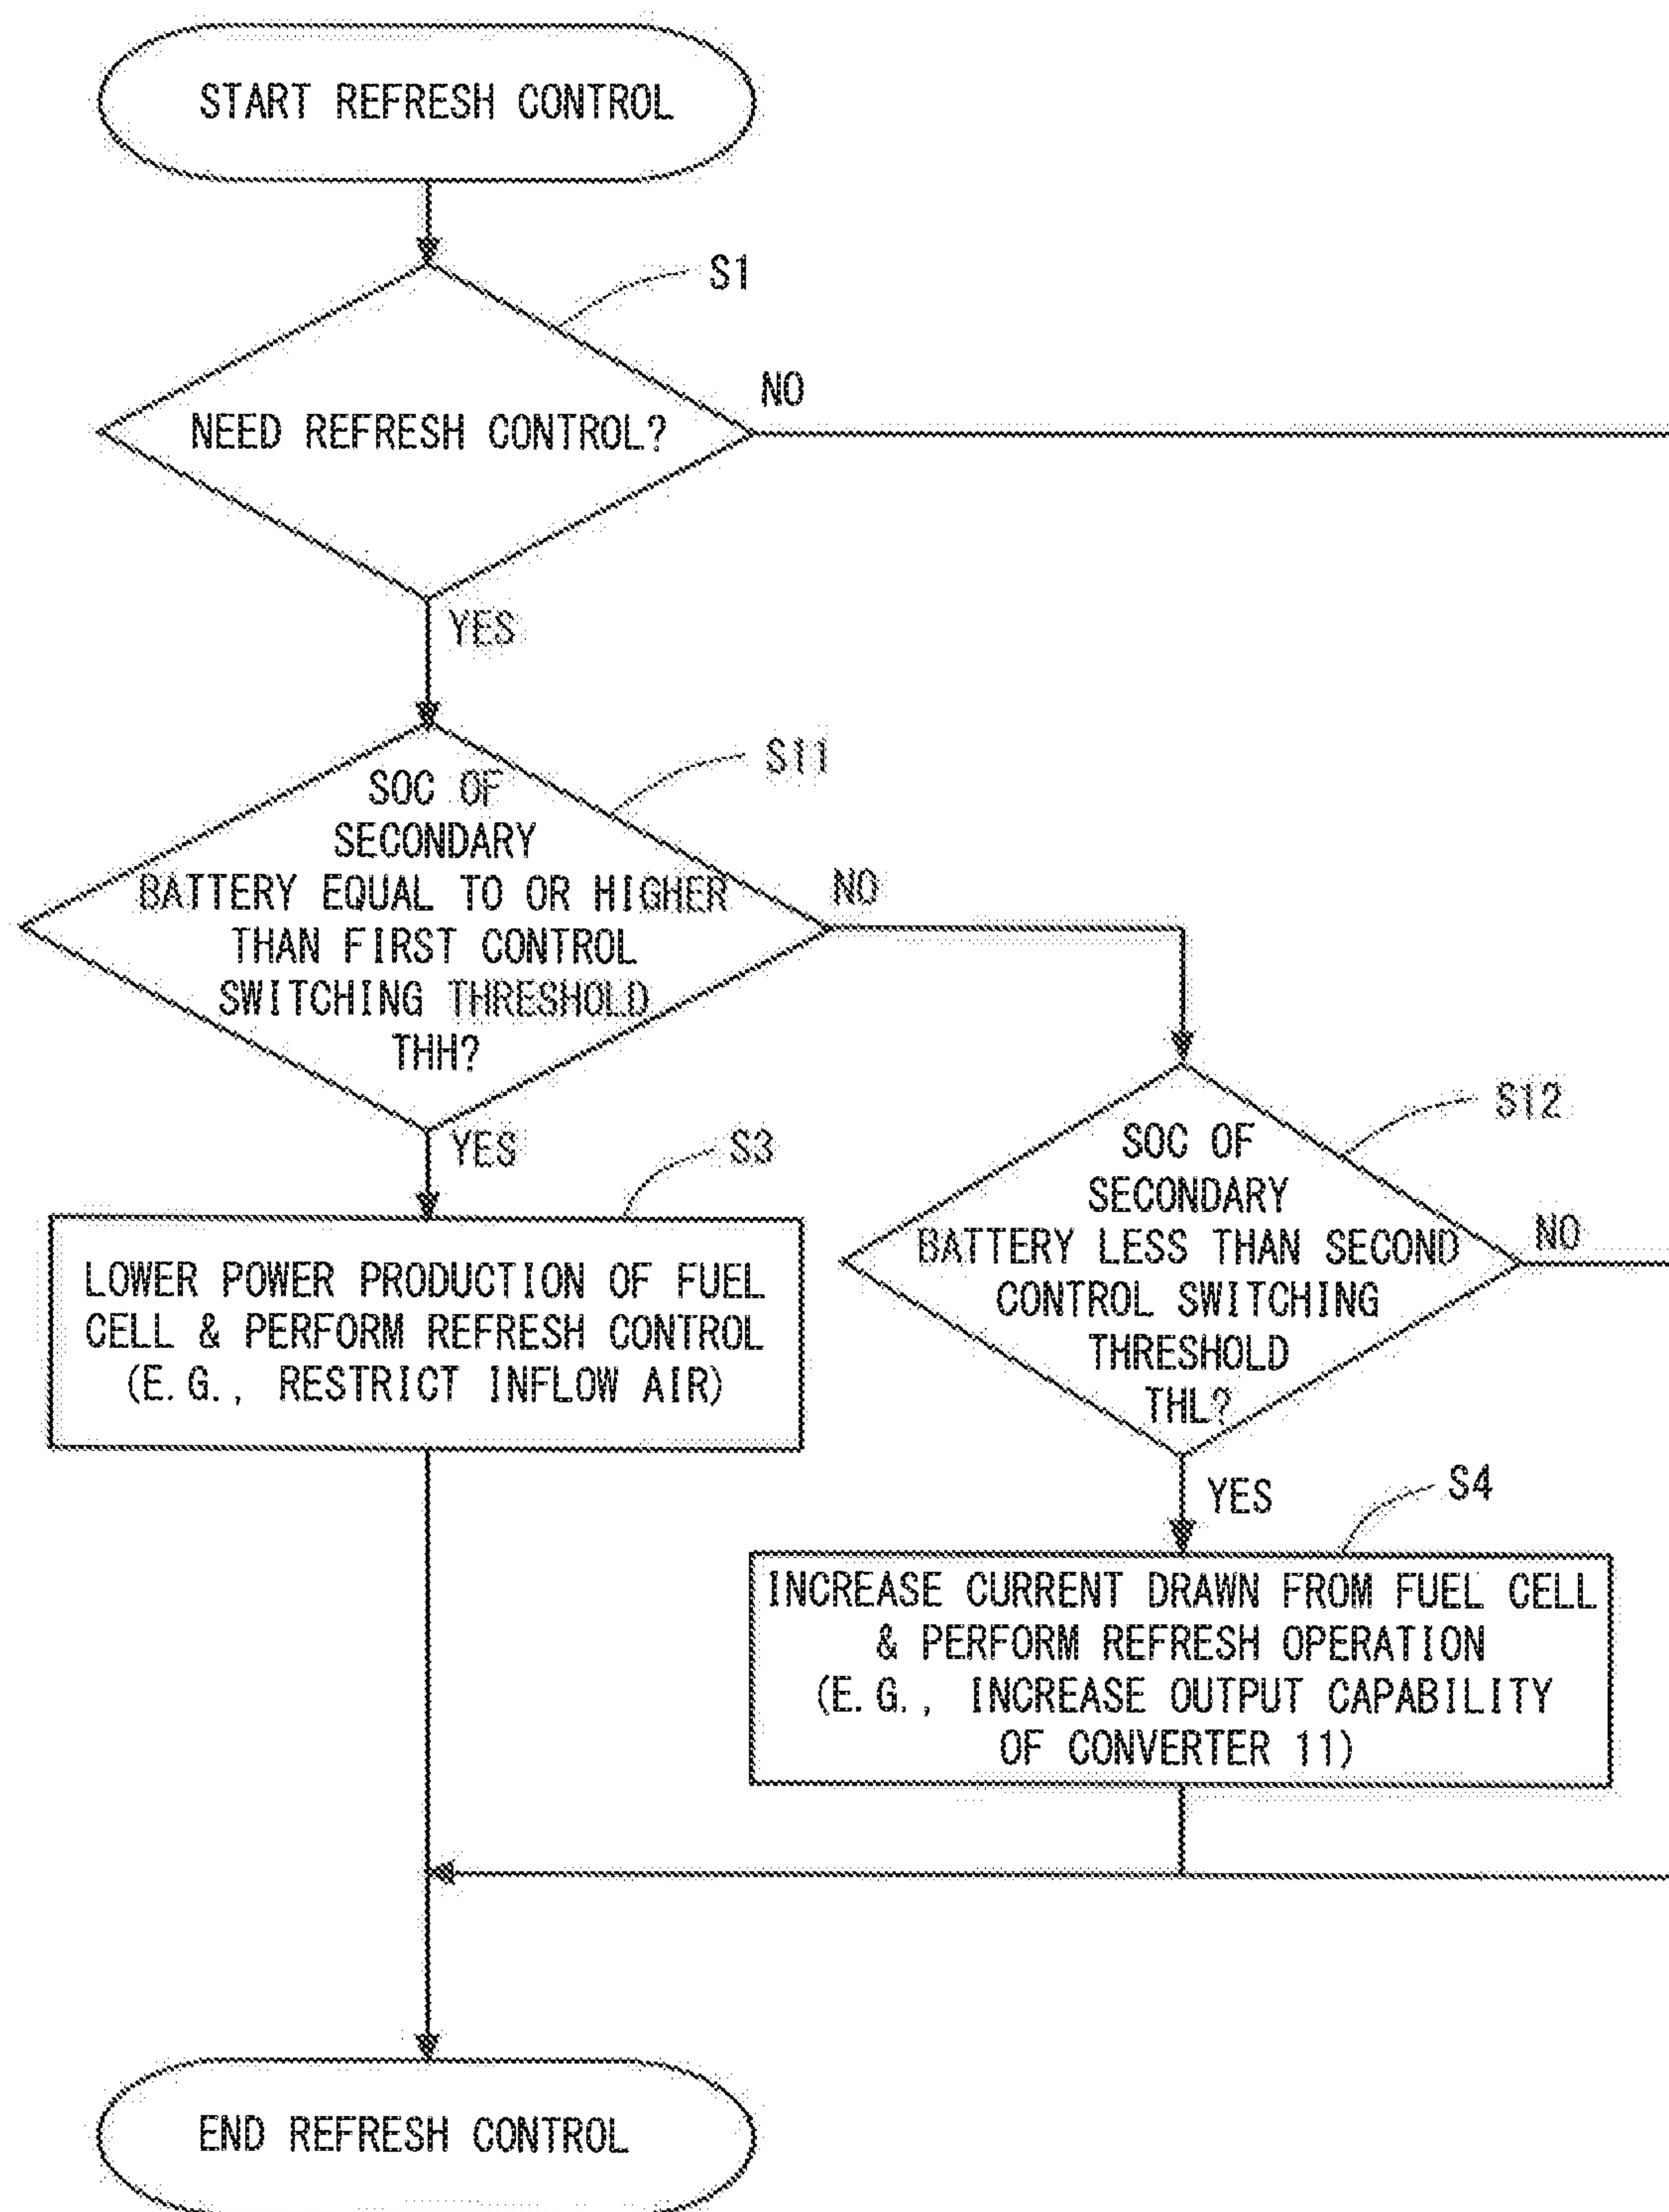 START REFRESH CONTROL
S1
NEED REFRESH CONTROL?
NO
YES
S11
SOC OF
SECONDARY
BATTERY EQUAL TO OR HIGHER
THAN FIRST CONTROL
SWITCHING THRESHOLD
THH?
NO
YES
S12
SOC OF
SECONDARY
BATTERY LESS THAN SECOND
CONTROL SWITCHING
THRESHOLD
THL?
NO
YES
S3
LOWER POWER PRODUCTION OF FUEL
CELL & PERFORM REFRESH CONTROL
(E.G., RESTRICT INFLOW AIR)
S4
INCREASE CURRENT DRAWN FROM FUEL CELL
& PERFORM REFRESH OPERATION
(E.G., INCREASE OUTPUT CAPABILITY
OF CONVERTER 11)
END REFRESH CONTROL